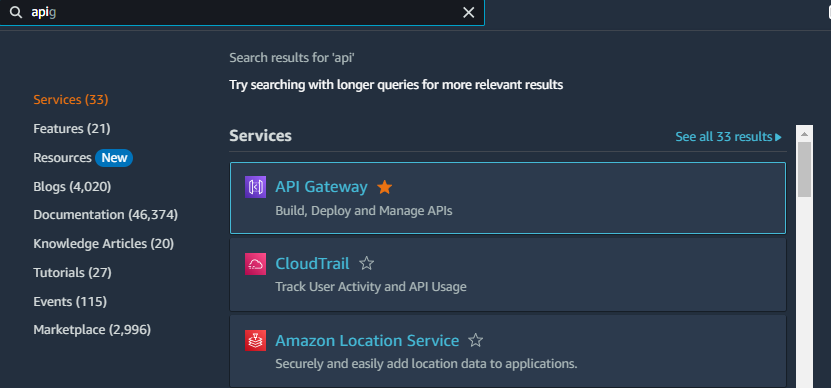 apig
Search results for 'api'
Try searching with longer queries for more relevant results
Services (33)
Features (21)
Resources New
Blogs (4,020)
Documentation (46,374)
Knowledge Articles (20)
Tutorials (27)
Events (115)
Marketplace (2,996)
Services
See all 33 results
API Gateway
Build, Deploy and Manage APIs
CloudTrail
Track User Activity and API Usage
Amazon Location Service
Securely and easily add location data to applications.